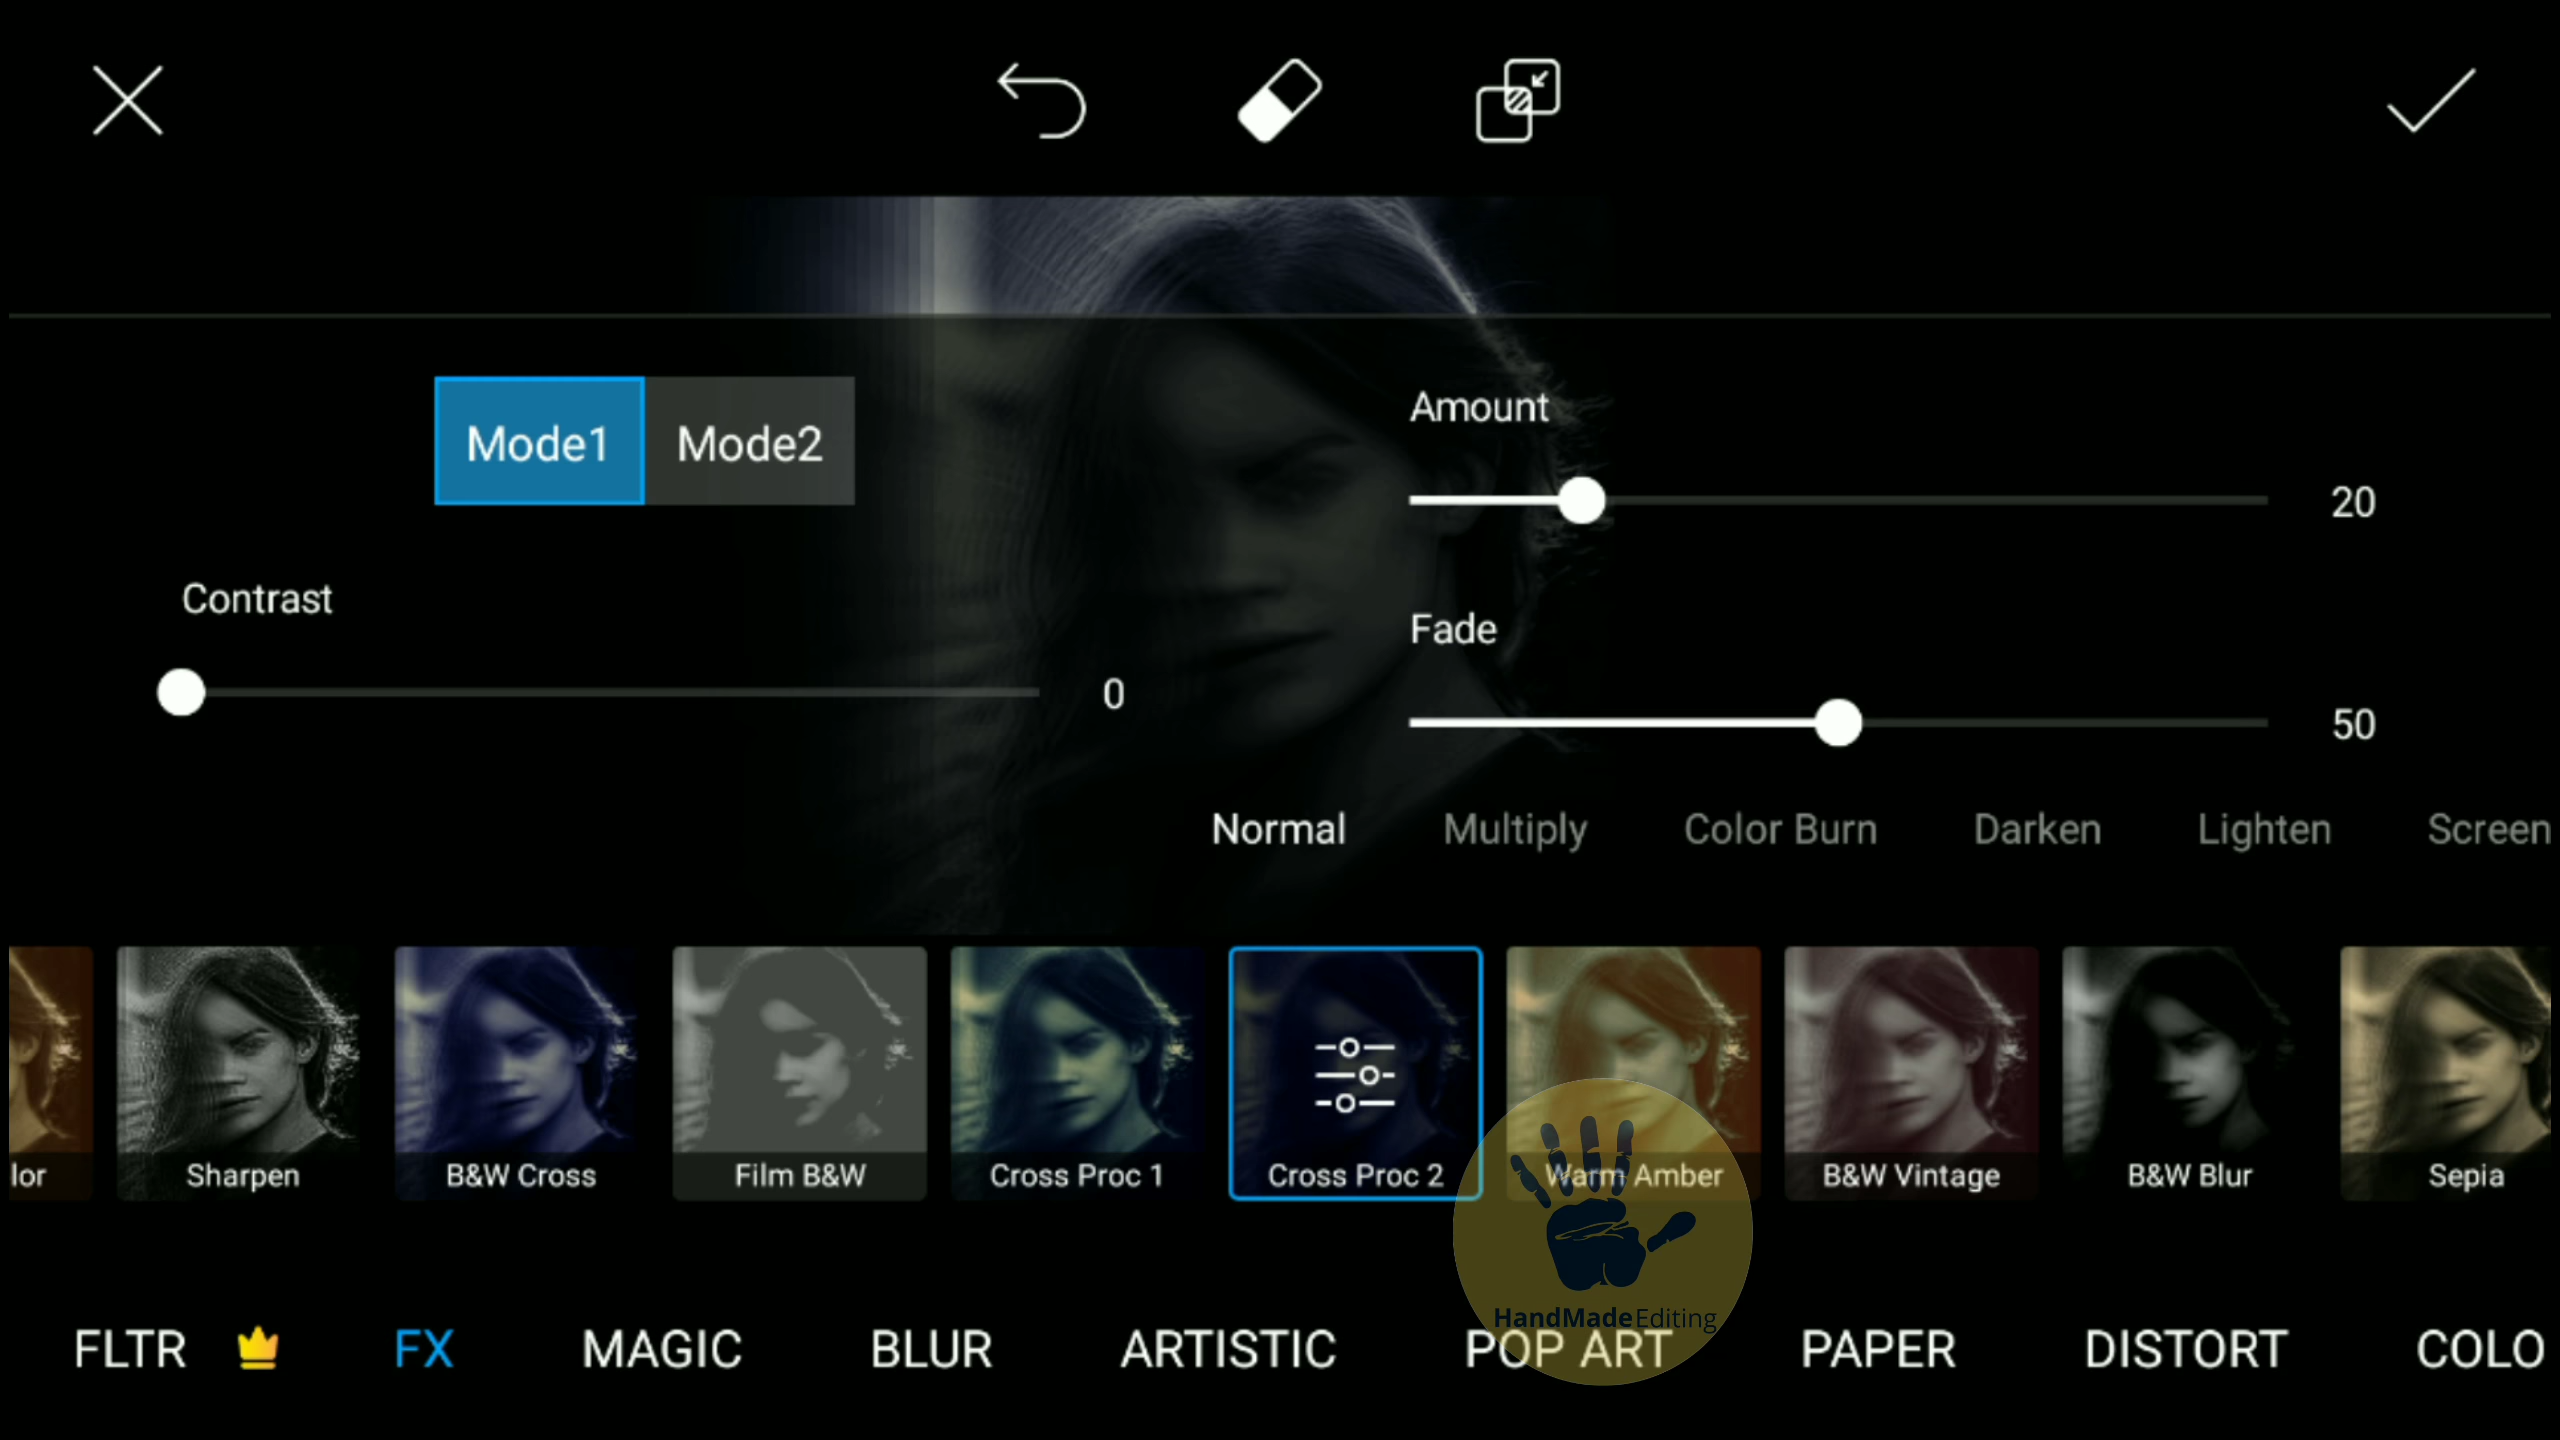 Mode1 Mode2
Amount
20
Contrast
0
Fade
50
Normal Multiply Color Burn Darken Lighten Screen
lor Sharpen B&W Cross Film B&W Cross Proc 1 Cross Proc 2 Warm Amber B&W Vintage B&W Blur Sepia
HandMadeEditing
FLTR FX MAGIC BLUR ARTISTIC POP ART PAPER DISTORT COLO